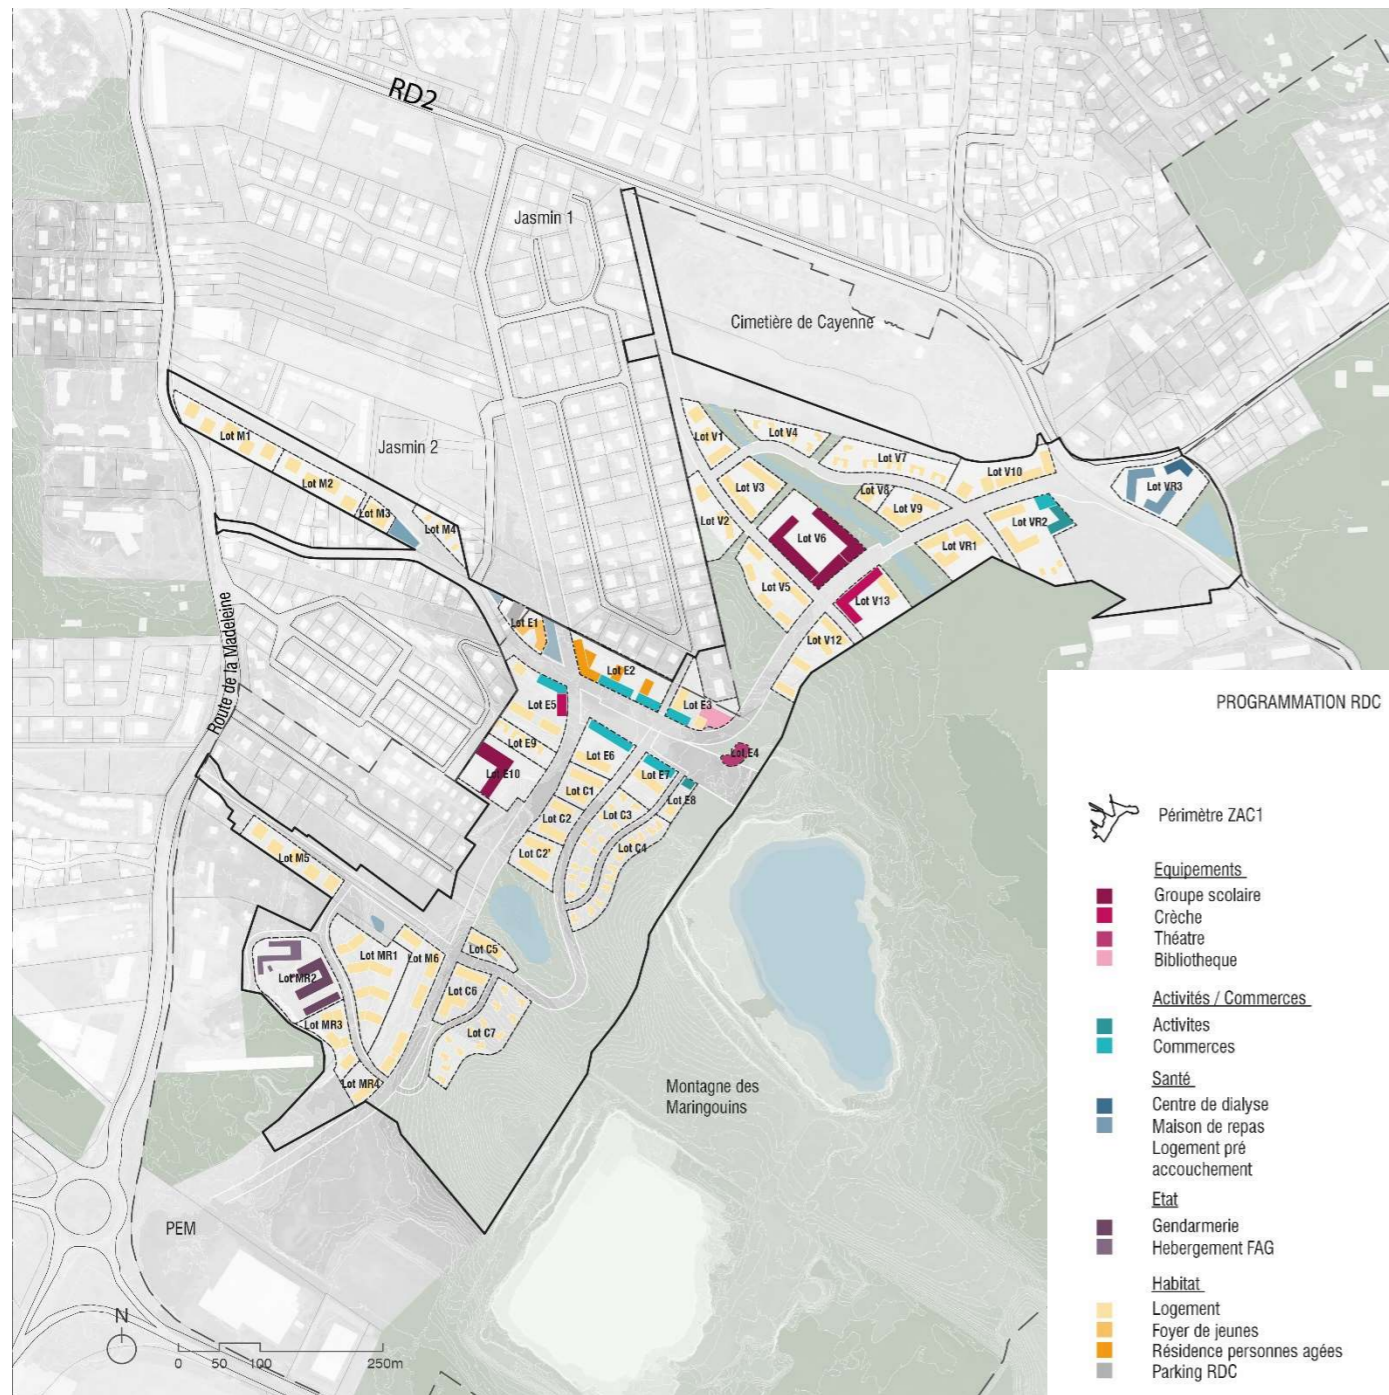 RD2
Jasmin 1
Cimetière de Cayenne
Jasmin 2
Lot M1
Lot M2
Lot M3
Lot M4
Lot V1
Lot V4
Lot V7
Lot V10
Lot V3
Lot V8
Lot V9
Lot V2
Lot V6
Lot VR2
Lot VR3
Lot VR1
Lot V5
Lot V13
Lot V12
Route de la Madeleine
Lot E1
Lot E2
Lot E3
Lot E5
Lot E4
Lot E9
Lot E6
Lot E10
Lot E7
Lot E8
Lot C1
Lot C2
Lot C3
Lot C2'
Lot C4
Lot M5
Lot MR1
Lot M6
Lot C5
Lot MR2
Lot C6
Lot MR3
Lot C7
Lot MR4
Montagne des
Maringouins
PEM
N
0 50 100 250m
PROGRAMMATION RDC
Périmètre ZAC1
Equipements
Groupe scolaire
Crèche
Théatre
Bibliotheque
Activités / Commerces
Activites
Commerces
Santé
Centre de dialyse
Maison de repas
Logement pré
accouchement
Etat
Gendarmerie
Hebergement FAG
Habitat
Logement
Foyer de jeunes
Résidence personnes agées
Parking RDC